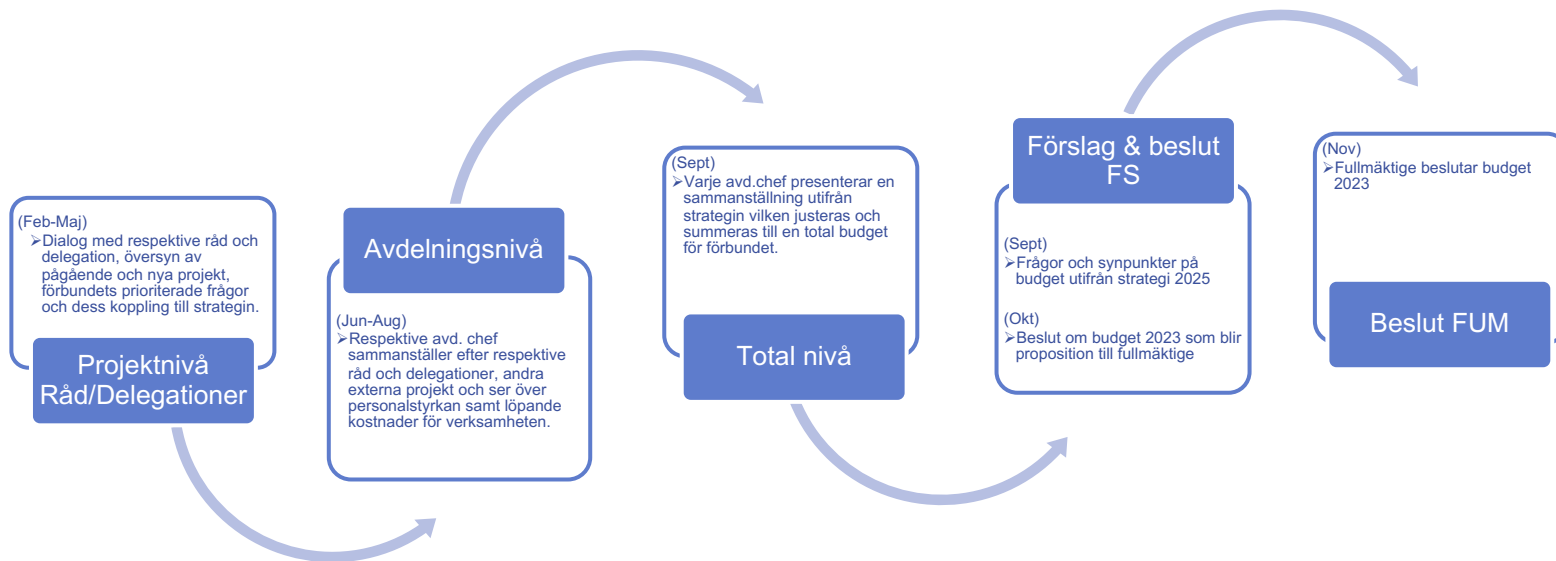 (Feb-Maj)
➢Dialog med respektive råd och
delegation, översyn av
pågående och nya projekt,
förbundets prioriterade frågor
och dess koppling till strategin.
Projektnivå
Råd/Delegationer
Avdelningsnivå
(Jun-Aug)
➢Respektive avd. chef
sammanställer efter respektive
råd och delegationer, andra
externa projekt och ser över
personalstyrkan samt löpande
kostnader för verksamheten.
(Sept)
➢Varje avd.chef presenterar en
sammanställning utifrån
strategin vilken justeras och
summeras till en total budget
för förbundet.
Total nivå
Förslag & beslut
FS
(Sept)
➢Frågor och synpunkter på
budget utifrån strategi 2025
(Okt)
➢Beslut om budget 2023 som blir
proposition till fullmäktige
(Nov)
➢Fullmäktige beslutar budget
2023
Beslut FUM